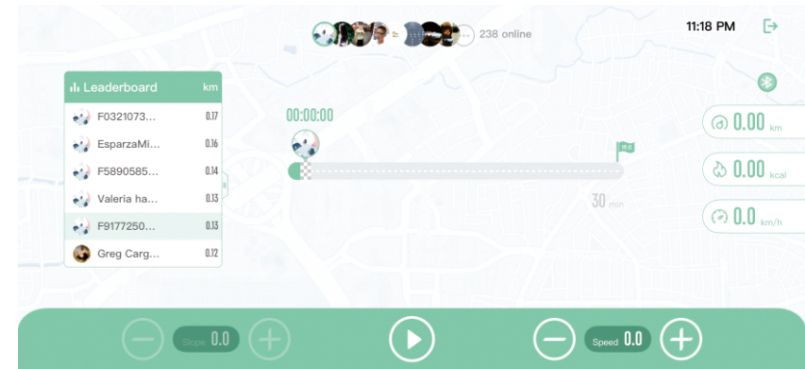 238 online
11:18 PM
Leaderboard km
F0321073... 0.17
EsparzaMi... 0.16
F5890585... 0.14
Valeria ha... 0.13
F9177250... 0.13
Greg Carg... 0.12
00:00:00
30 min
0.00 km
0.00 kcal
0.0 km/h
Slope 0.0
Speed 0.0